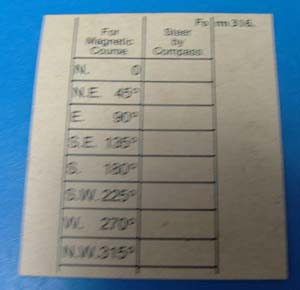 Form 316.
For Magnetic Course Steer by Compass
N. 0
N.E. 45°
E. 90°
S.E. 135°
S. 180°
S.W. 225°
W. 270°
N.W. 315°